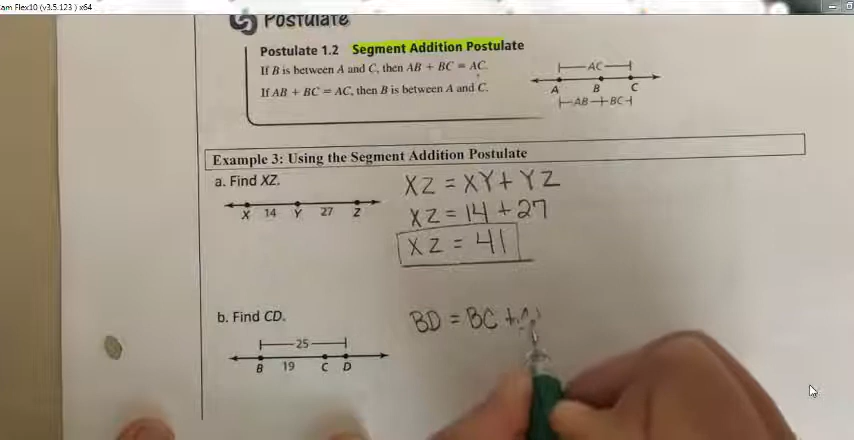 am Flex10 (v3.5.123 ) x64
Postulate
Postulate 1.2 Segment Addition Postulate
If B is between A and C, then AB + BC = AC.
If AB + BC = AC, then B is between A and C.
AC
A B C
AB BC
Example 3: Using the Segment Addition Postulate
a. Find XZ.
X 14 Y 27 Z
XZ = XY + YZ
XZ = 14 + 27
XZ = 41
b. Find CD.
25
B 19 C D
BD = BC +